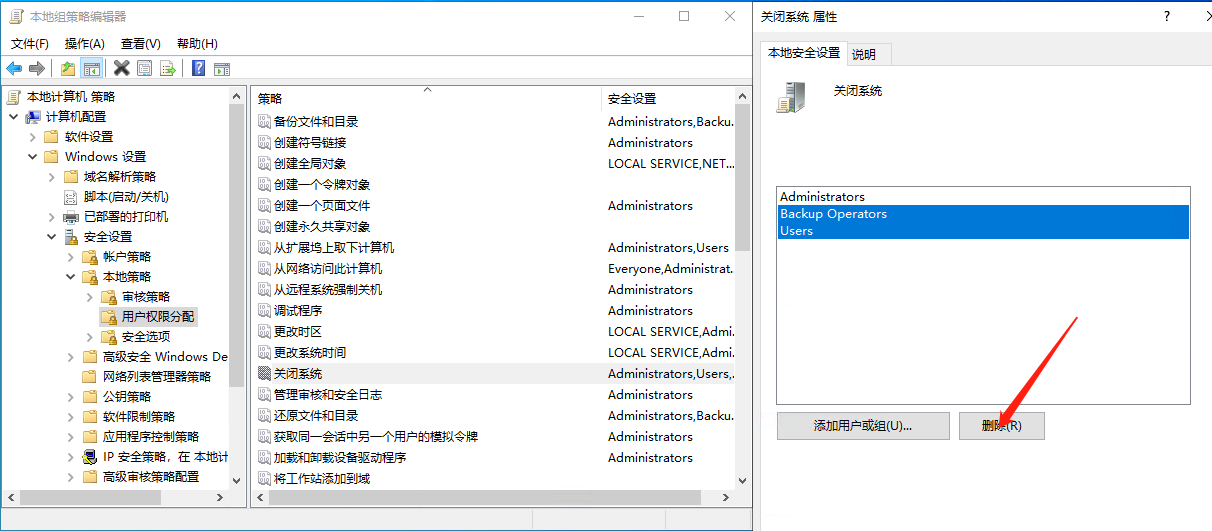 本地组策略编辑器
文件(F) 操作(A) 查看(V) 帮助(H)
本地计算机 策略
计算机配置
软件设置
Windows 设置
域名解析策略
脚本(启动/关机)
已部署的打印机
安全设置
帐户策略
本地策略
审核策略
用户权限分配
安全选项
高级安全 Windows De
网络列表管理器策略
公钥策略
软件限制策略
应用程序控制策略
IP 安全策略，在 本地计
高级审核策略配置
策略 安全设置
备份文件和目录 Administrators,Backu...
创建符号链接 Administrators
创建全局对象 LOCAL SERVICE,NET...
创建一个令牌对象
创建一个页面文件 Administrators
创建永久共享对象
从扩展坞上取下计算机 Administrators,Users
从网络访问此计算机 Everyone,Administrat...
从远程系统强制关机 Administrators
调试程序 Administrators
更改时区 LOCAL SERVICE,Admi...
更改系统时间 LOCAL SERVICE,Admi...
关闭系统 Administrators,Users,...
管理审核和安全日志 Administrators
还原文件和目录 Administrators,Backu...
获取同一会话中另一个用户的模拟令牌 Administrators
加载和卸载设备驱动程序 Administrators
将工作站添加到域
关闭系统 属性
?
本地安全设置 说明
关闭系统
Administrators
Backup Operators
Users
添加用户或组(U)... 删除(R)